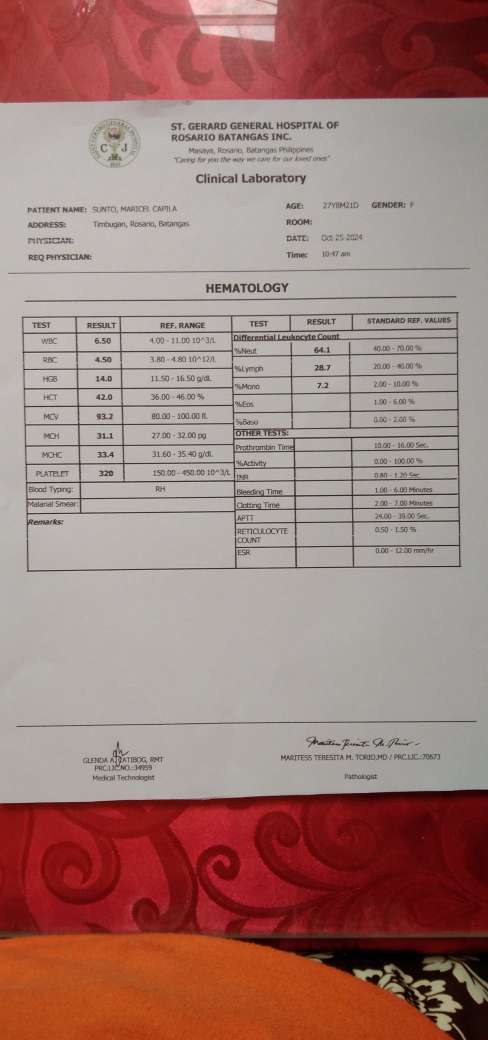 ST. GERARD GENERAL HOSPITAL OF
ROSARIO BATANGAS INC.
Masaya, Rosario, Batangas Philippines
"Caring for you the way we care for our loved ones"
Clinical Laboratory
C J
PATIENT NAME: SUNTO, MARICEL CAPILA
AGE: 27Y8M21D GENDER: F
ADDRESS: Timbugan, Rosario, Batangas
ROOM:
PHYSICIAN:
DATE: Oct-25-2024
REQ PHYSICIAN:
Time: 10:47 am
HEMATOLOGY
TEST RESULT REF. RANGE
WBC 6.50 4.00 - 11.00 10^3/L
RBC 4.50 3.80 - 4.80 10^12/L
HGB 14.0 11.50 - 16.50 g/dL
HCT 42.0 36.00 - 46.00 %
MCV 93.2 80.00 - 100.00 fL
MCH 31.1 27.00 - 32.00 pg
MCHC 33.4 31.60 - 35.40 g/dL
PLATELET 320 150.00 - 450.00 10^3/L
Blood Typing: RH
Malarial Smear:
Remarks:
TEST RESULT STANDARD REF. VALUES
Differential Leukocyte Count
%Neut 64.1 40.00 - 70.00 %
%Lymph 28.7 20.00 - 40.00 %
%Mono 7.2 2.00 - 10.00 %
%Eos 1.00 - 6.00 %
%Baso 0.00 - 2.00 %
OTHER TESTS:
Prothrombin Time 10.00 - 16.00 Sec.
%Activity 0.00 - 100.00 %
INR 0.80 - 1.20 Sec.
Bleeding Time 1.00 - 6.00 Minutes
Clotting Time 2.00 - 7.00 Minutes
APTT 24.00 - 39.00 Sec.
RETICULOCYTE 0.50 - 1.50 %
COUNT
ESR 0.00 - 12.00 mm/hr
GLENDA
RMT
PRC.LIC.NO.:34959
Medical Technologist
MARITESS TERESITA M. TORIO,MD / PRC.LIC.:70673
Pathologist